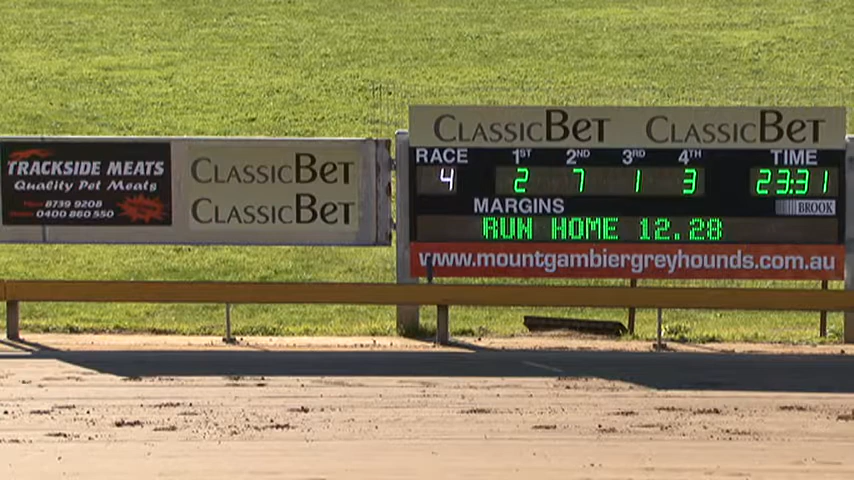 TRACKSIDE MEATS
Quality Pet Meats
8739 9208
0400 860 550
CLASSICBET
CLASSICBET
CLASSICBET CLASSICBET
RACE 1ST 2ND 3RD 4TH TIME
4 2 7 1 3 23:31
MARGINS BROOK
RUN HOME 12.28
www.mountgambiergreyhounds.com.au